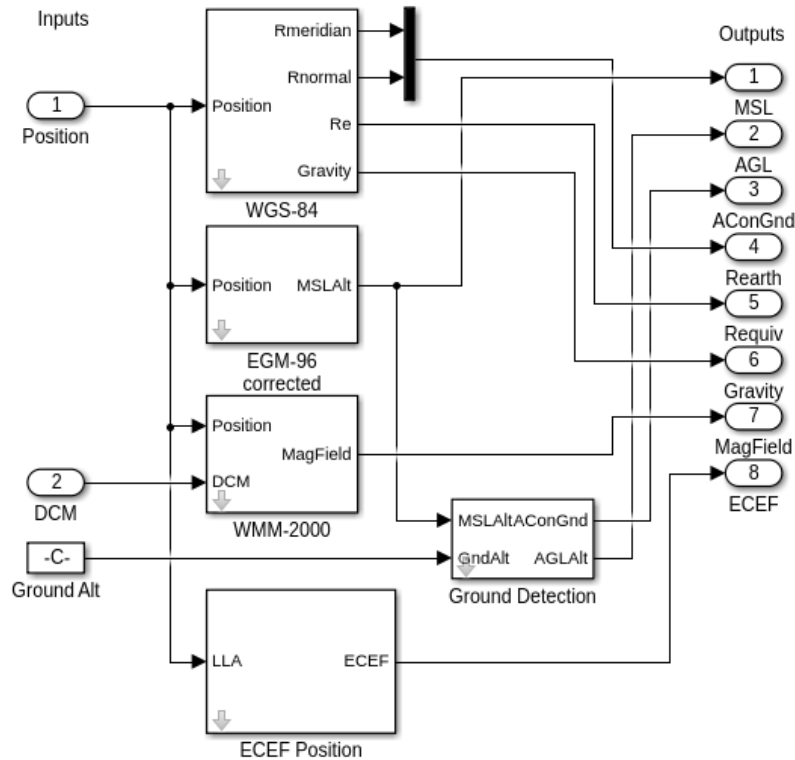 Inputs
Outputs
1
Position
Position
Rmeridian
Rnormal
Re
Gravity
WGS-84
Position
MSLAlt
EGM-96
corrected
Position
DCM
MagField
WMM-2000
2
DCM
-C-
Ground Alt
MSLAlt
AConGnd
GndAlt
AGLAlt
Ground Detection
LLA
ECEF
ECEF Position
1
MSL
2
AGL
3
AConGnd
4
Rearth
5
Requiv
6
Gravity
7
MagField
8
ECEF